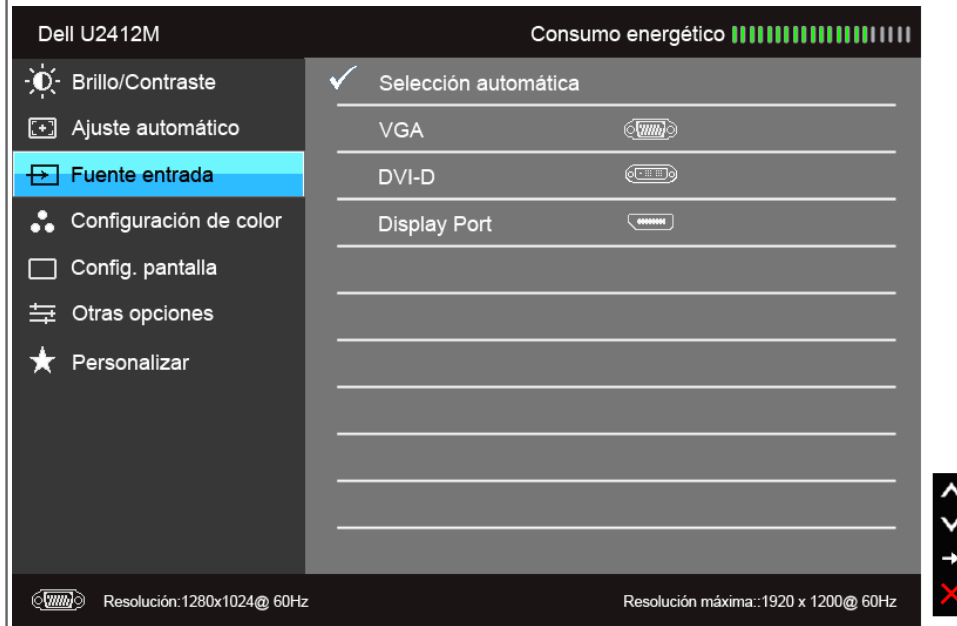 Dell U2412M
Consumo energético
Brillo/Contraste
Ajuste automático
Fuente entrada
Configuración de color
Config. pantalla
Otras opciones
Personalizar
Selección automática
VGA
DVI-D
Display Port
Resolución:1280x1024@ 60Hz
Resolución máxima::1920 x 1200@ 60Hz